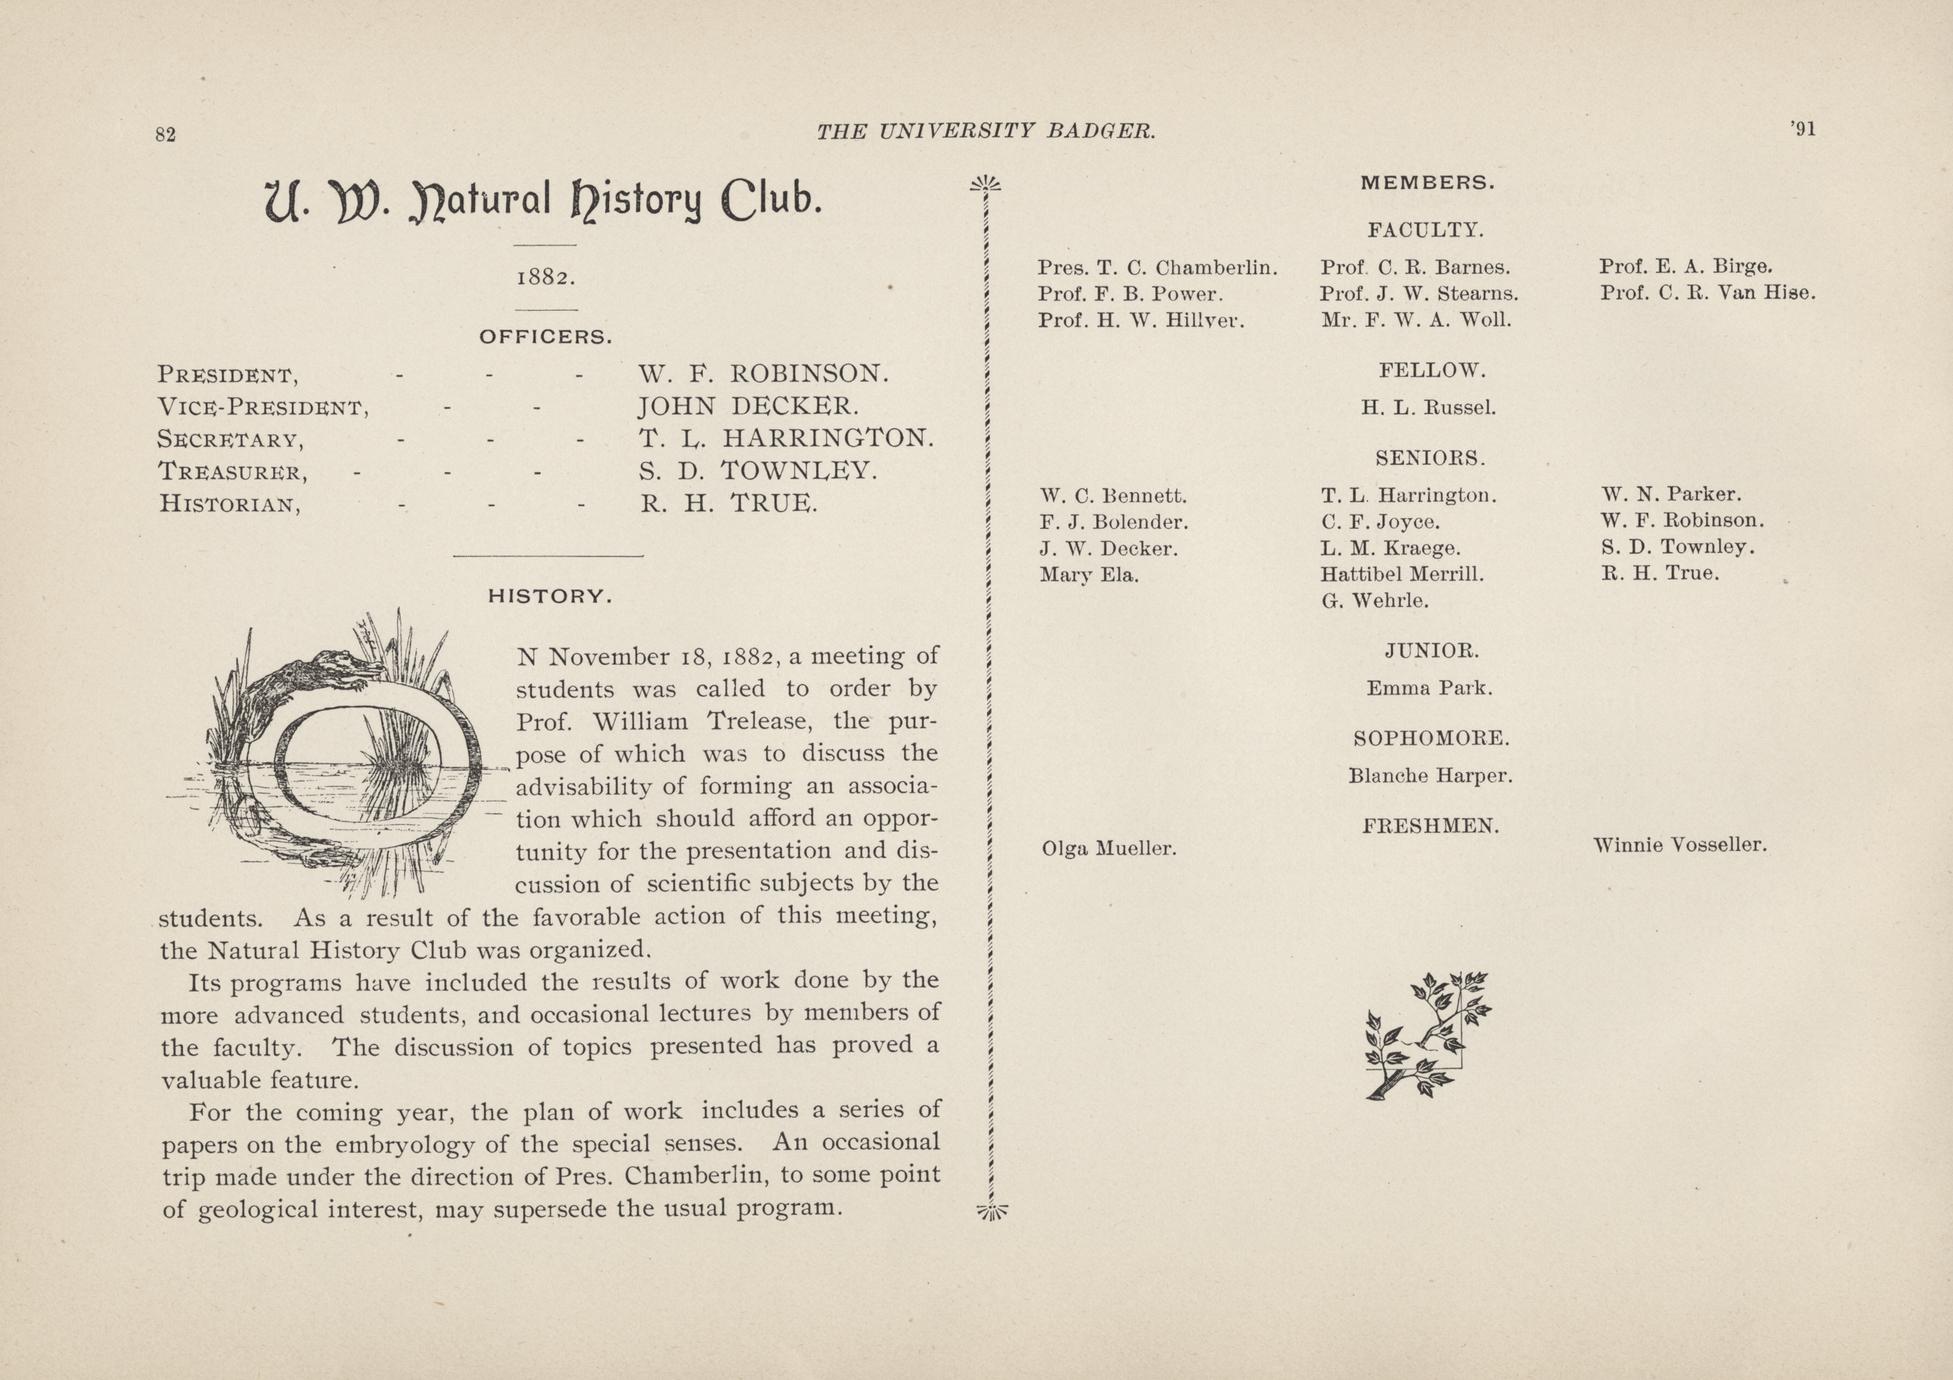 82
THE UNIVERSITY BADGER.
'91
U. W. Natural History Club.
1882.
OFFICERS.
PRESIDENT, - - - W. F. ROBINSON.
VICE-PRESIDENT, - - JOHN DECKER.
SECRETARY, - - - T. L. HARRINGTON.
TREASURER, - - - S. D. TOWNLEY.
HISTORIAN, - - - R. H. TRUE.
HISTORY.
ON November 18, 1882, a meeting of
students was called to order by
Prof. William Trelease, the pur-
pose of which was to discuss the
advisability of forming an associa-
tion which should afford an oppor-
tunity for the presentation and dis-
cussion of scientific subjects by the
students. As a result of the favorable action of this meeting,
the Natural History Club was organized.
Its programs have included the results of work done by the
more advanced students, and occasional lectures by members of
the faculty. The discussion of topics presented has proved a
valuable feature.
For the coming year, the plan of work includes a series of
papers on the embryology of the special senses. An occasional
trip made under the direction of Pres. Chamberlin, to some point
of geological interest, may supersede the usual program.
MEMBERS.
FACULTY.
Pres. T. C. Chamberlin. Prof. C. R. Barnes. Prof. E. A. Birge.
Prof. F. B. Power. Prof. J. W. Stearns. Prof. C. R. Van Hise.
Prof. H. W. Hillyer. Mr. F. W. A. Woll.
FELLOW.
H. L. Russel.
SENIORS.
W. C. Bennett. T. L. Harrington. W. N. Parker.
F. J. Bolender. C. F. Joyce. W. F. Robinson.
J. W. Decker. L. M. Kraege. S. D. Townley.
Mary Ela. Hattibel Merrill. R. H. True.
G. Wehrle.
JUNIOR.
Emma Park.
SOPHOMORE.
Blanche Harper.
FRESHMEN.
Olga Mueller. Winnie Vosseller.